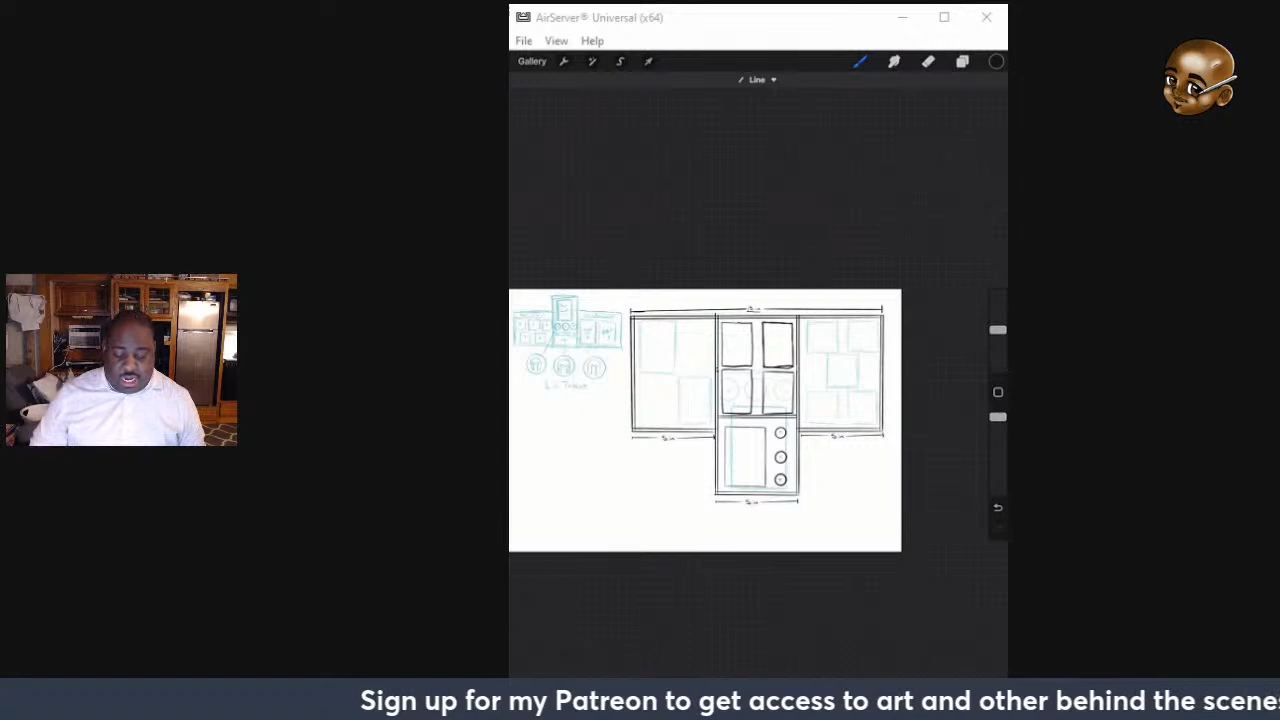 AirServer® Universal (x64)
File View Help
Gallery
Line
Sign up for my Patreon to get access to art and other behind the scene